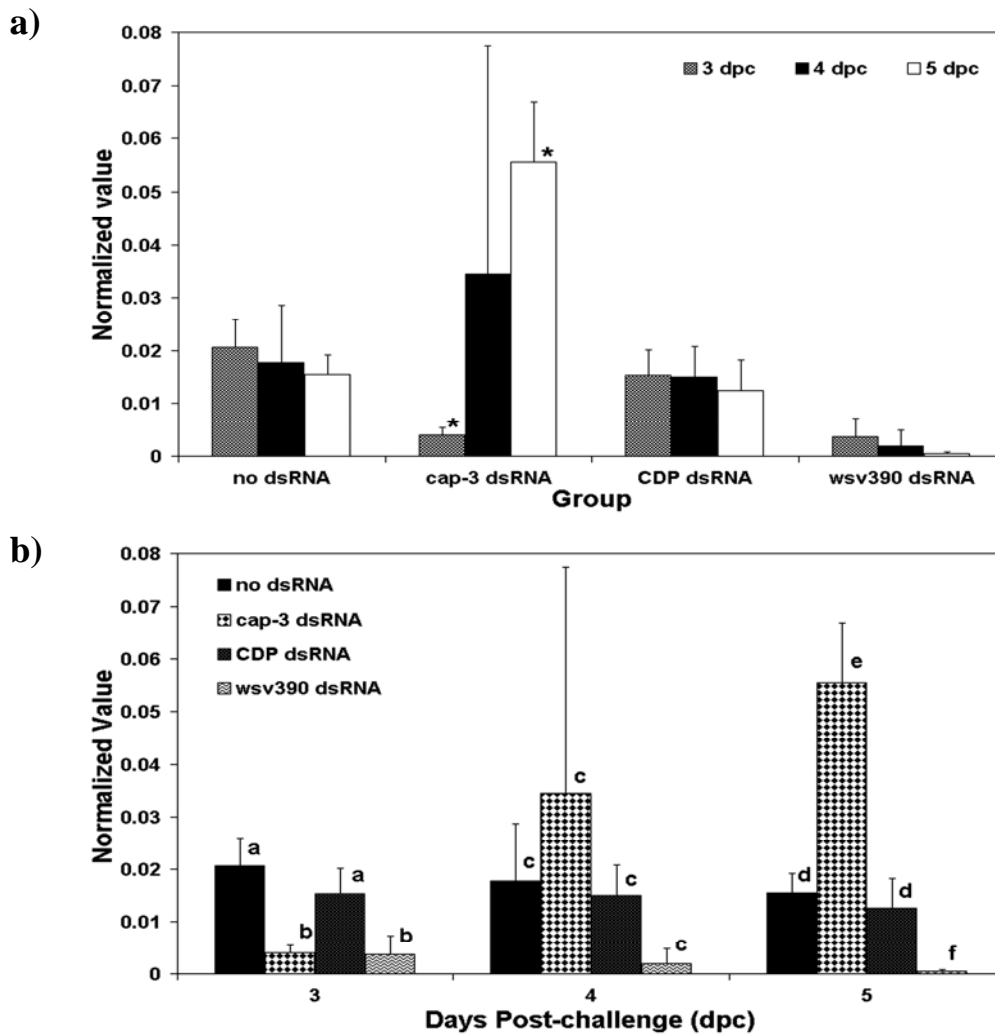 a)
0.08
0.07
0.06
0.05
0.04
0.03
0.02
0.01
0
Normalized value
3 dpc 4 dpc 5 dpc
*
*
no dsRNA cap-3 dsRNA CDP dsRNA wsv390 dsRNA
Group
b)
0.08
0.07
0.06
0.05
0.04
0.03
0.02
0.01
0
Normalized Value
no dsRNA
cap-3 dsRNA
CDP dsRNA
wsv390 dsRNA
a b a b
c c c c
d e d f
3 4 5
Days Post-challenge (dpc)